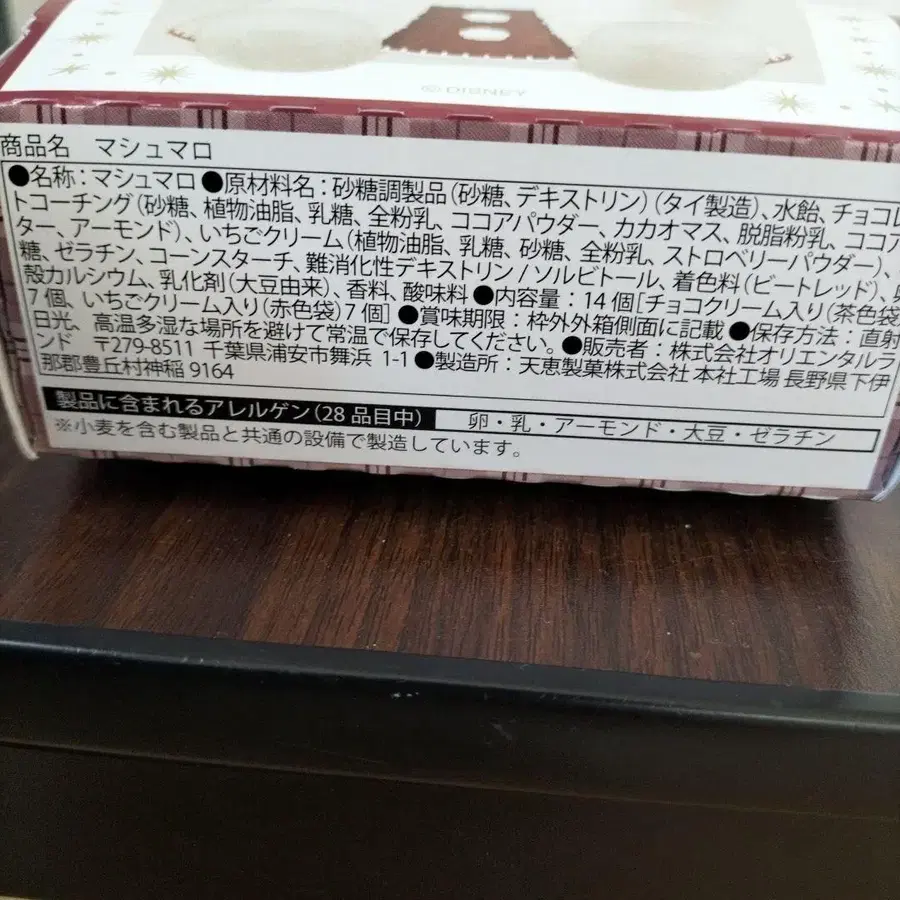 YANSIO ©
商品名 マシュマロ
●名称：マシュマロ●原材料名：砂糖調製品（砂糖、デキストリン）（タイ製造）、水飴、チョコレ
トコーチング（砂糖、植物油脂、乳糖、全粉乳、ココアパウダー、カカオマス、脱脂粉乳、ココア
ター、アーモンド）、いちごクリーム（植物油脂、乳糖、砂糖、全粉乳、ストロベリーパウダー）、
糖、ゼラチン、コーンスターチ、難消化性デキストリン / ソルビトール、着色料（ビートレッド）、
殻カルシウム、乳化剤（大豆由来）、香料、酸味料●内容量：14個[チョコクリーム入り（茶色袋
7個、いちごクリーム入り（赤色袋）7個]●賞味期限：枠外外箱側面に記載●保存方法：直射
日光、高温多湿な場所を避けて常温で保存してください。●販売者：株式会社オリエンタルラ
ンド 〒279-8511 千葉県浦安市舞浜 1-1●製造所：天恵製菓株式会社 本社工場 長野県下伊
那郡豊丘村神稲 9164
製品に含まれるアレルゲン（28品目中） 卵・乳・アーモンド・大豆・ゼラチン
※小麦を含む製品と共通の設備で製造しています。